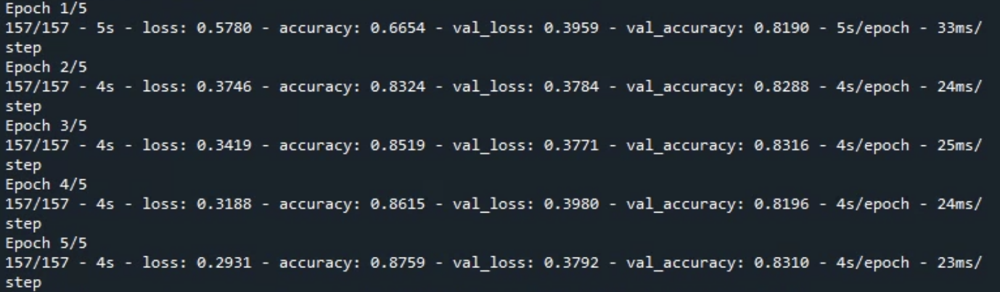 Epoch 1/5
157/157 - 5s - loss: 0.5780 - accuracy: 0.6654 - val_loss: 0.3959 - val_accuracy: 0.8190 - 5s/epoch - 33ms/
step
Epoch 2/5
157/157 - 4s - loss: 0.3746 - accuracy: 0.8324 - val_loss: 0.3784 - val_accuracy: 0.8288 - 4s/epoch - 24ms/
step
Epoch 3/5
157/157 - 4s - loss: 0.3419 - accuracy: 0.8519 - val_loss: 0.3771 - val_accuracy: 0.8316 - 4s/epoch - 25ms/
step
Epoch 4/5
157/157 - 4s - loss: 0.3188 - accuracy: 0.8615 - val_loss: 0.3980 - val_accuracy: 0.8196 - 4s/epoch - 24ms/
step
Epoch 5/5
157/157 - 4s - loss: 0.2931 - accuracy: 0.8759 - val_loss: 0.3792 - val_accuracy: 0.8310 - 4s/epoch - 23ms/
step